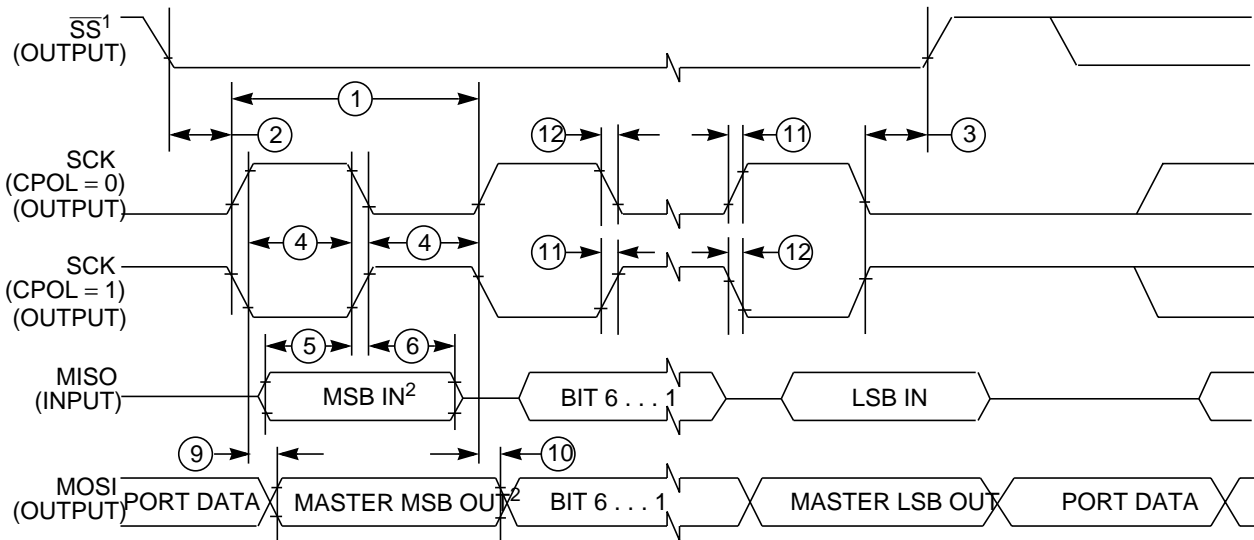 SS¹
(OUTPUT)
1
2
12
11
3
SCK
(CPOL = 0)
(OUTPUT)
4
4
11
12
SCK
(CPOL = 1)
(OUTPUT)
5
6
MISO
(INPUT)
MSB IN²
BIT 6 . . . 1
LSB IN
9
10
MOSI
(OUTPUT)
PORT DATA
MASTER MSB OUT²
BIT 6 . . . 1
MASTER LSB OUT
PORT DATA